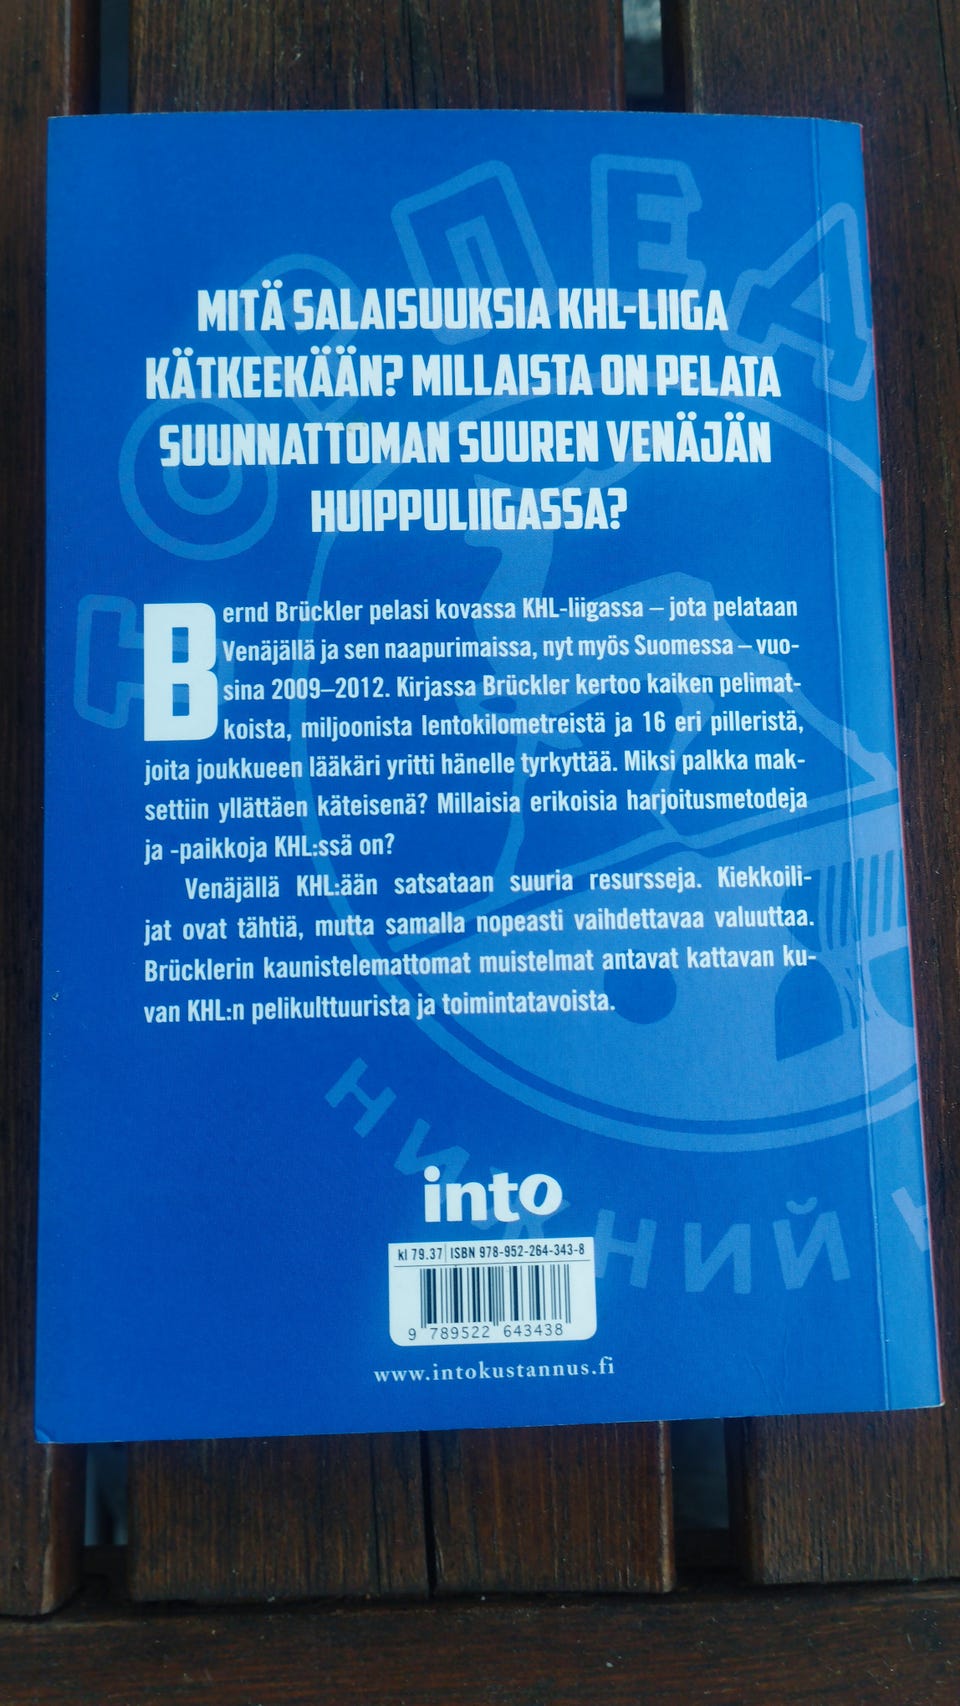 ТОРПЕД
MITÄ SALAISUUKSIA KHL-LIIGA
KÄTKEEKÄÄN? MILLAISTA ON PELATA
SUUNNATTOMAN SUUREN VENÄJÄN
HUIPPULIIGASSA?
Bernd Brückler pelasi kovassa KHL-liigassa – jota pelataan
Venäjällä ja sen naapurimaissa, nyt myös Suomessa – vuo-
sina 2009–2012. Kirjassa Brückler kertoo kaiken pelimat-
koista, miljoonista lentokilometreistä ja 16 eri pilleristä,
joita joukkueen lääkäri yritti hänelle tyrkyttää. Miksi palkka mak-
settiin yllättäen käteisenä? Millaisia erikoisia harjoitusmetodeja
ja -paikkoja KHL:ssä on?
Venäjällä KHL:ään satsataan suuria resursseja. Kiekkoili-
jat ovat tähtiä, mutta samalla nopeasti vaihdettavaa valuuttaa.
Brücklerin kaunistelemattomat muistelmat antavat kattavan ku-
van KHL:n pelikulttuurista ja toimintatavoista.
НИЖНИЙ
into
kl 79.37 ISBN 978-952-264-343-8
9 789522 643438
www.intokustannus.fi